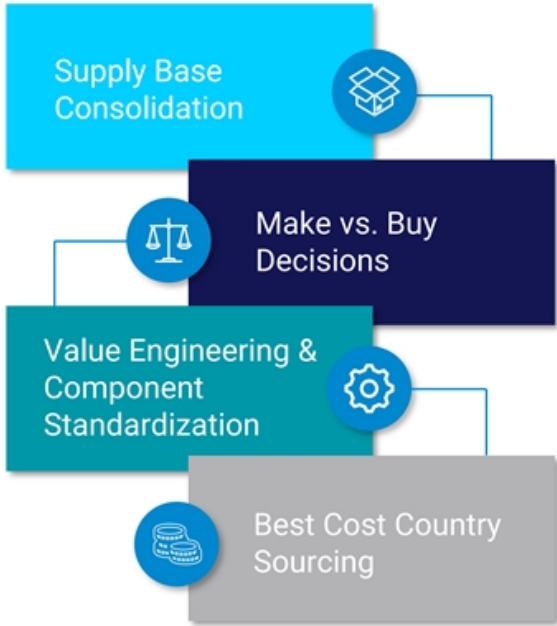 Supply Base
Consolidation
Make vs. Buy
Decisions
Value Engineering &
Component
Standardization
Best Cost Country
Sourcing